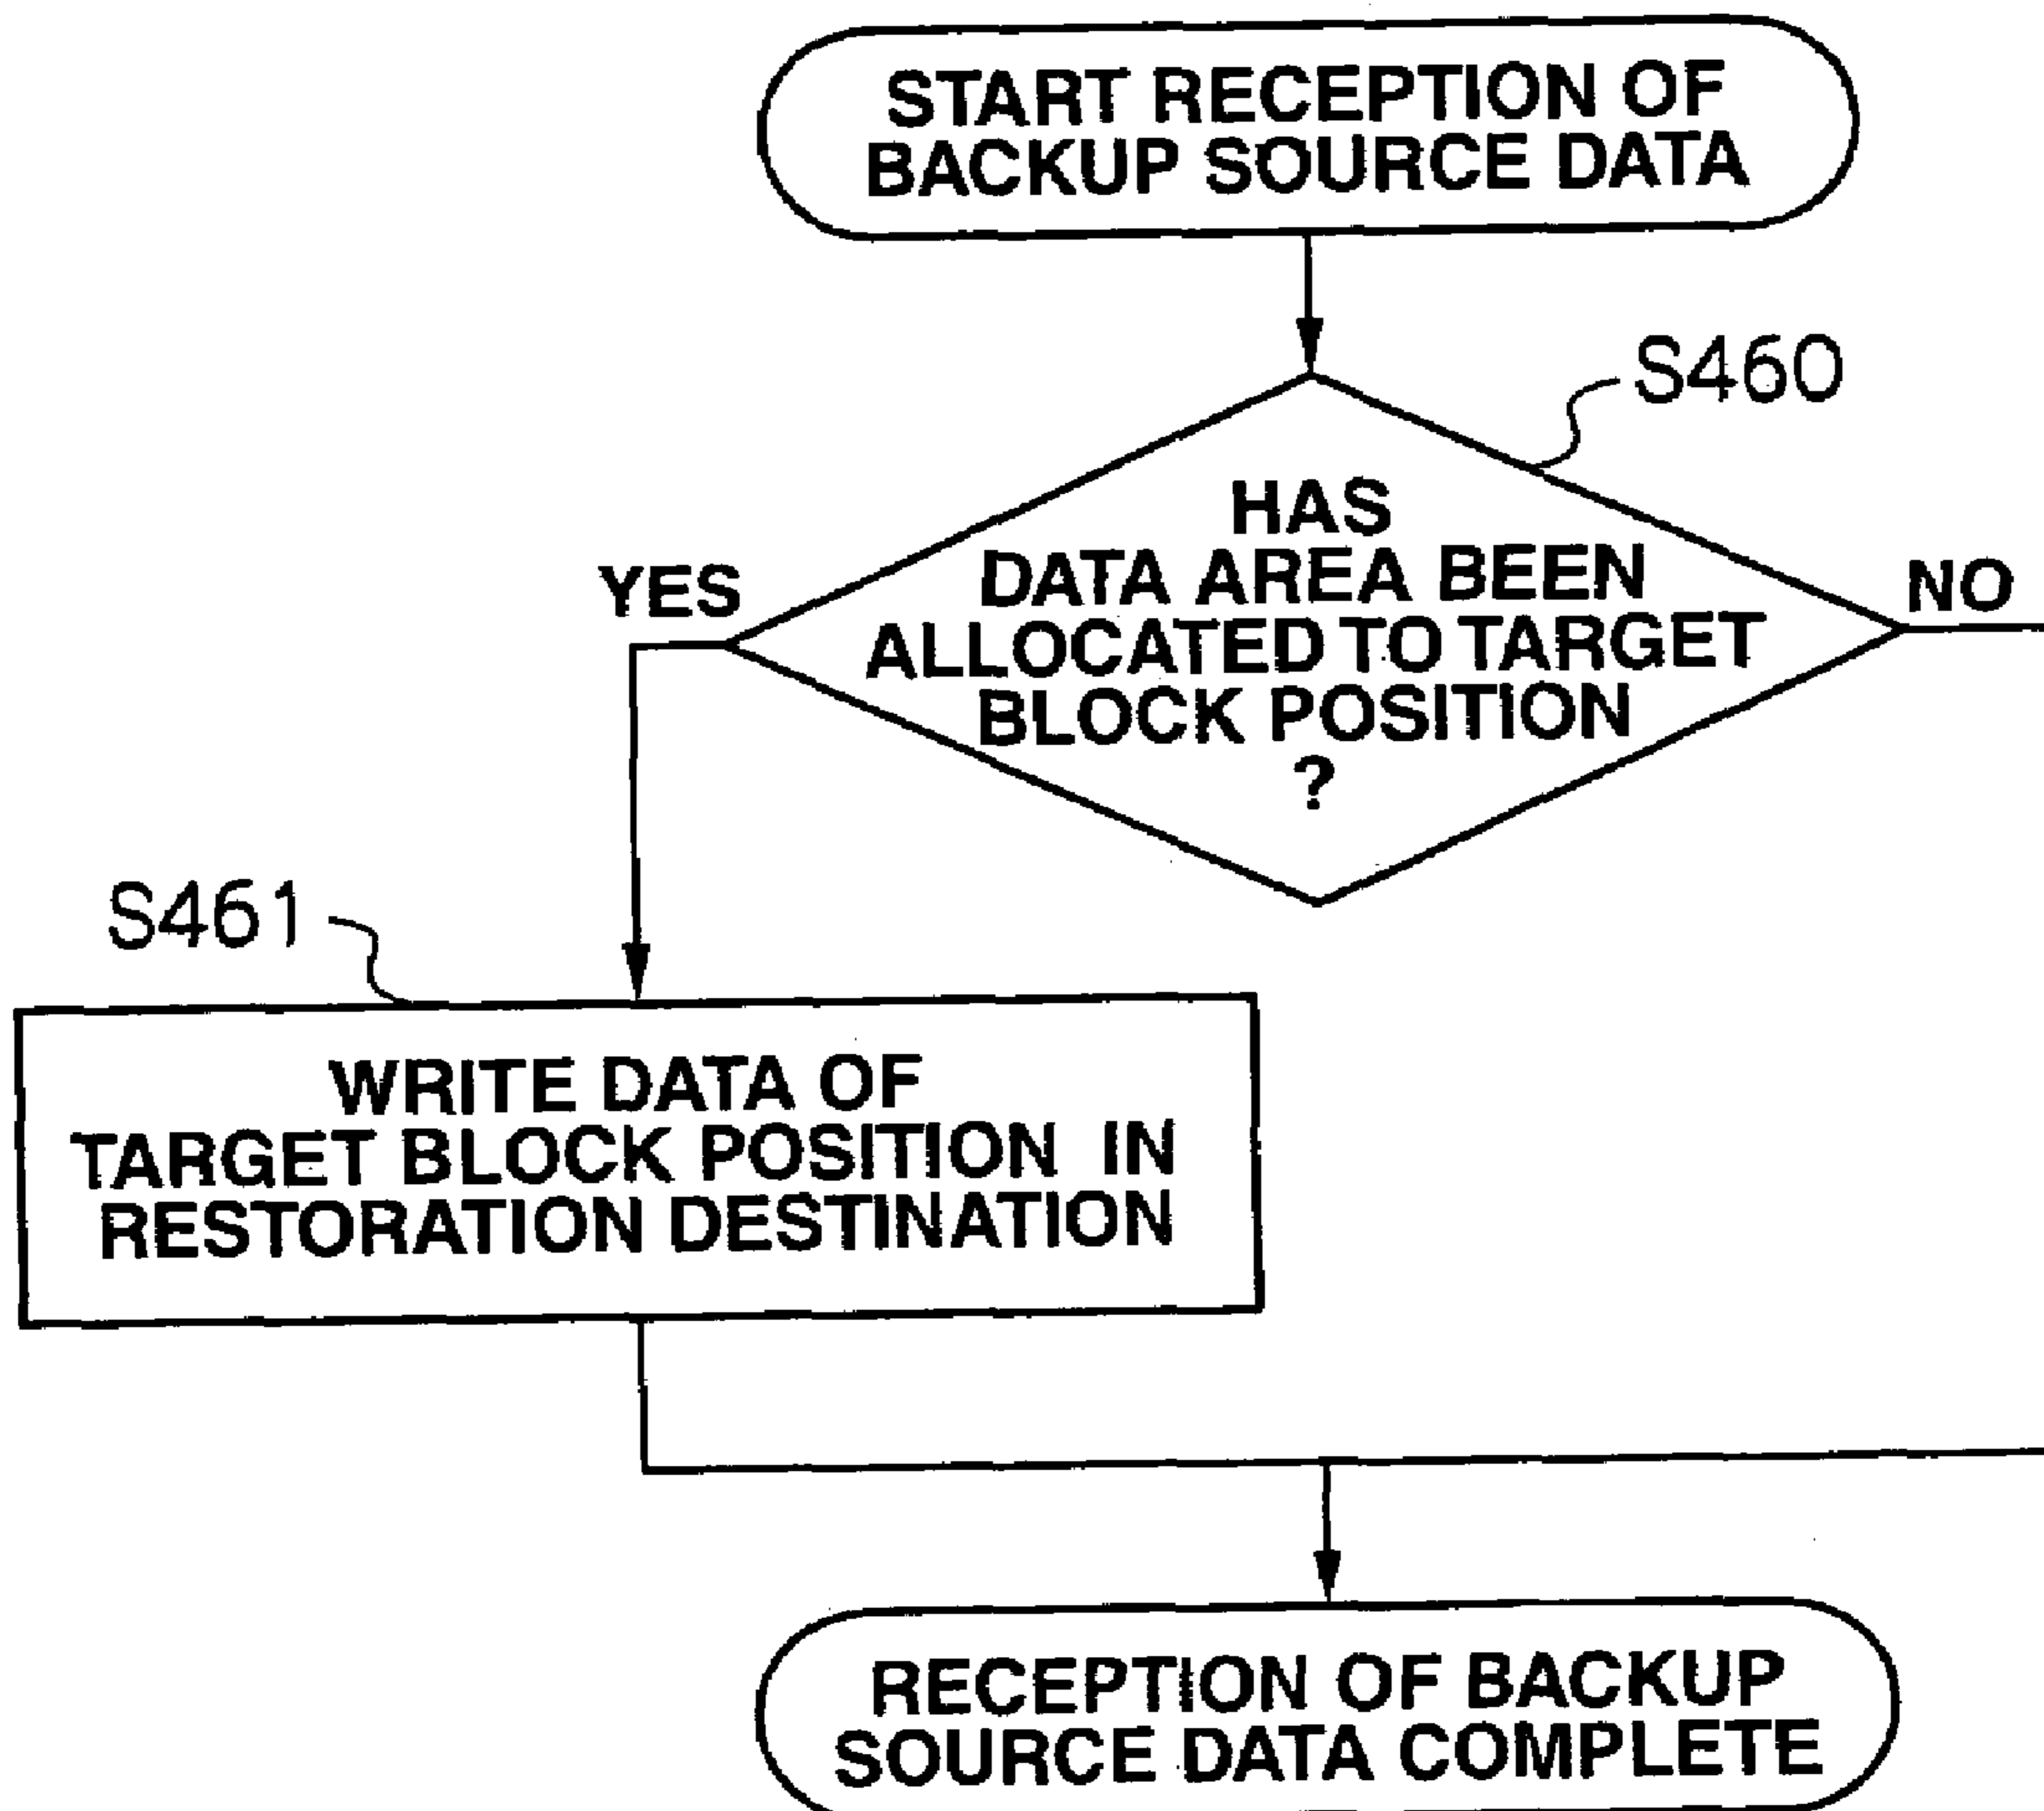 START RECEPTION OF
BACKUP SOURCE DATA
S460
HAS
DATA AREA BEEN
ALLOCATED TO TARGET
BLOCK POSITION
?
YES
NO
S461
WRITE DATA OF
TARGET BLOCK POSITION IN
RESTORATION DESTINATION
RECEPTION OF BACKUP
SOURCE DATA COMPLETE